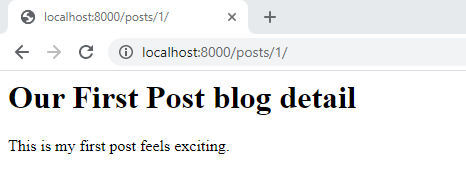 localhost:8000/posts/1/
localhost:8000/posts/1/
Our First Post blog detail
This is my first post feels exciting.